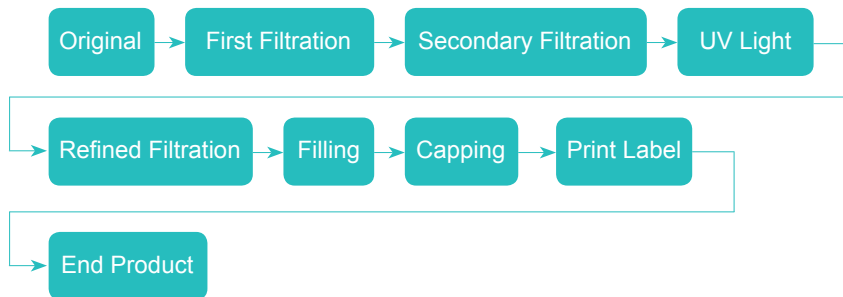 Original
First Filtration
Secondary Filtration
UV Light
Refined Filtration
Filling
Capping
Print Label
End Product